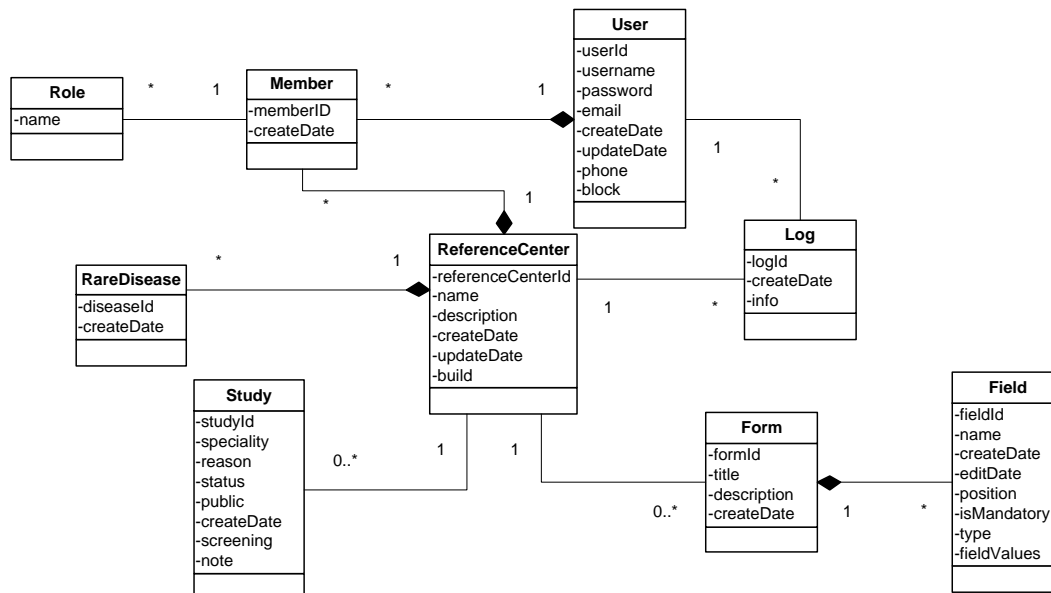 User
-userId
-username
-password
-email
-createDate
-updateDate
-phone
-block
Role
-name
* 1
Member
-memberID
-createDate
* 1
* 1
1
*
Log
-logId
-createDate
-info
RareDisease
-diseaseId
-createDate
* 1
ReferenceCenter
-referenceCenterId
-name
-description
-createDate
-updateDate
-build
1 *
Study
-studyId
-speciality
-reason
-status
-public
-createDate
-screening
-note
0..* 1
1
0..*
Form
-formId
-title
-description
-createDate
1 *
Field
-fieldId
-name
-createDate
-editDate
-position
-isMandatory
-type
-fieldValues